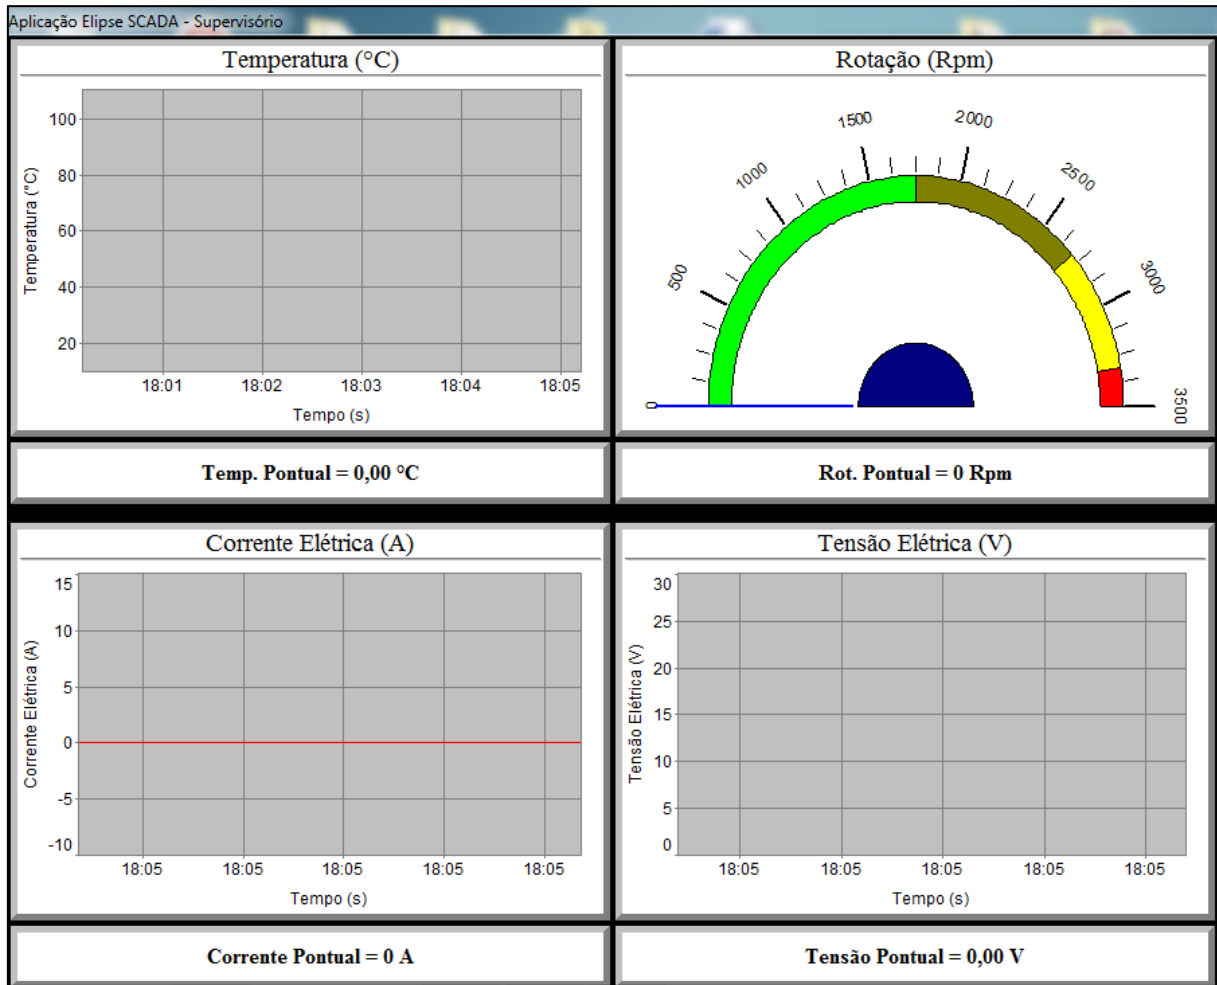 Aplicação Elipse SCADA - Supervisório
Temperatura (°C)
100
80
60
40
20
Temperatura (°C)
18:01 18:02 18:03 18:04 18:05
Tempo (s)
Rotação (Rpm)
0
500
1000
1500
2000
2500
3000
3500
Temp. Pontual = 0,00 °C
Rot. Pontual = 0 Rpm
Corrente Elétrica (A)
15
10
5
0
-5
-10
Corrente Elétrica (A)
18:05 18:05 18:05 18:05 18:05
Tempo (s)
Tensão Elétrica (V)
30
25
20
15
10
5
0
Tensão Elétrica (V)
18:05 18:05 18:05 18:05 18:05
Tempo (s)
Corrente Pontual = 0 A
Tensão Pontual = 0,00 V